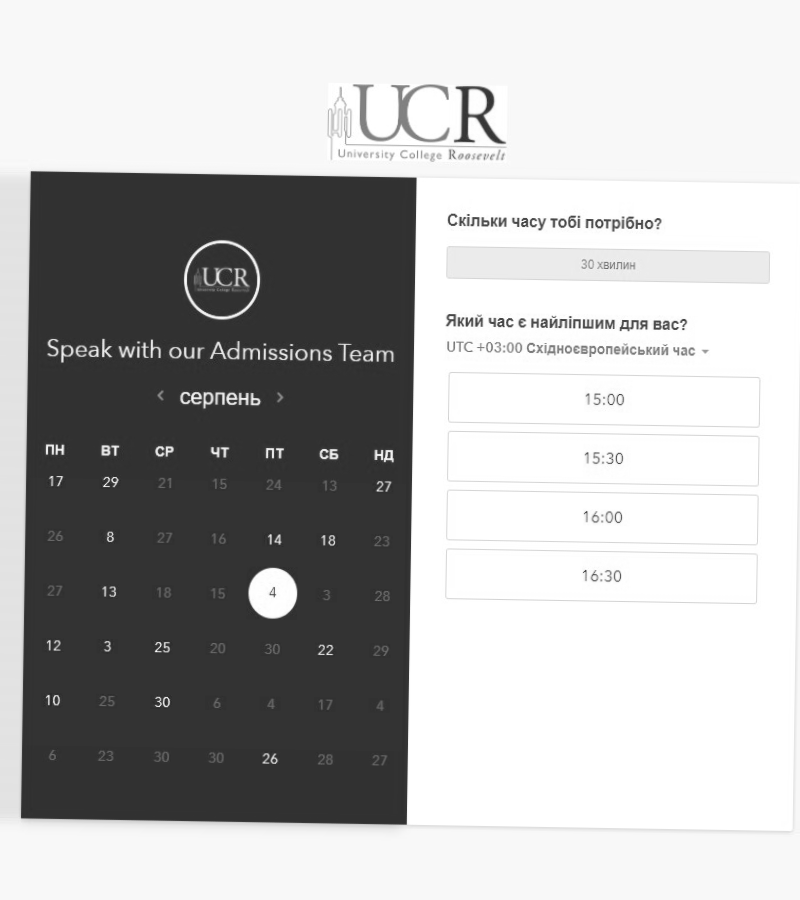 UCR
University College Roosevelt
UCR
University College Roosevelt
Speak with our Admissions Team
серпень
ПН ВТ СР ЧТ ПТ СБ НД
17 29 21 15 24 13 27
26 8 27 16 14 18 23
27 13 18 15 4 3 28
12 3 25 20 30 22 29
10 25 30 6 4 17 4
6 23 30 30 26 28 27
Скільки часу тобі потрібно?
30 хвилин
Який час є найліпшим для вас?
UTC +03:00 Східноєвропейський час
15:00
15:30
16:00
16:30